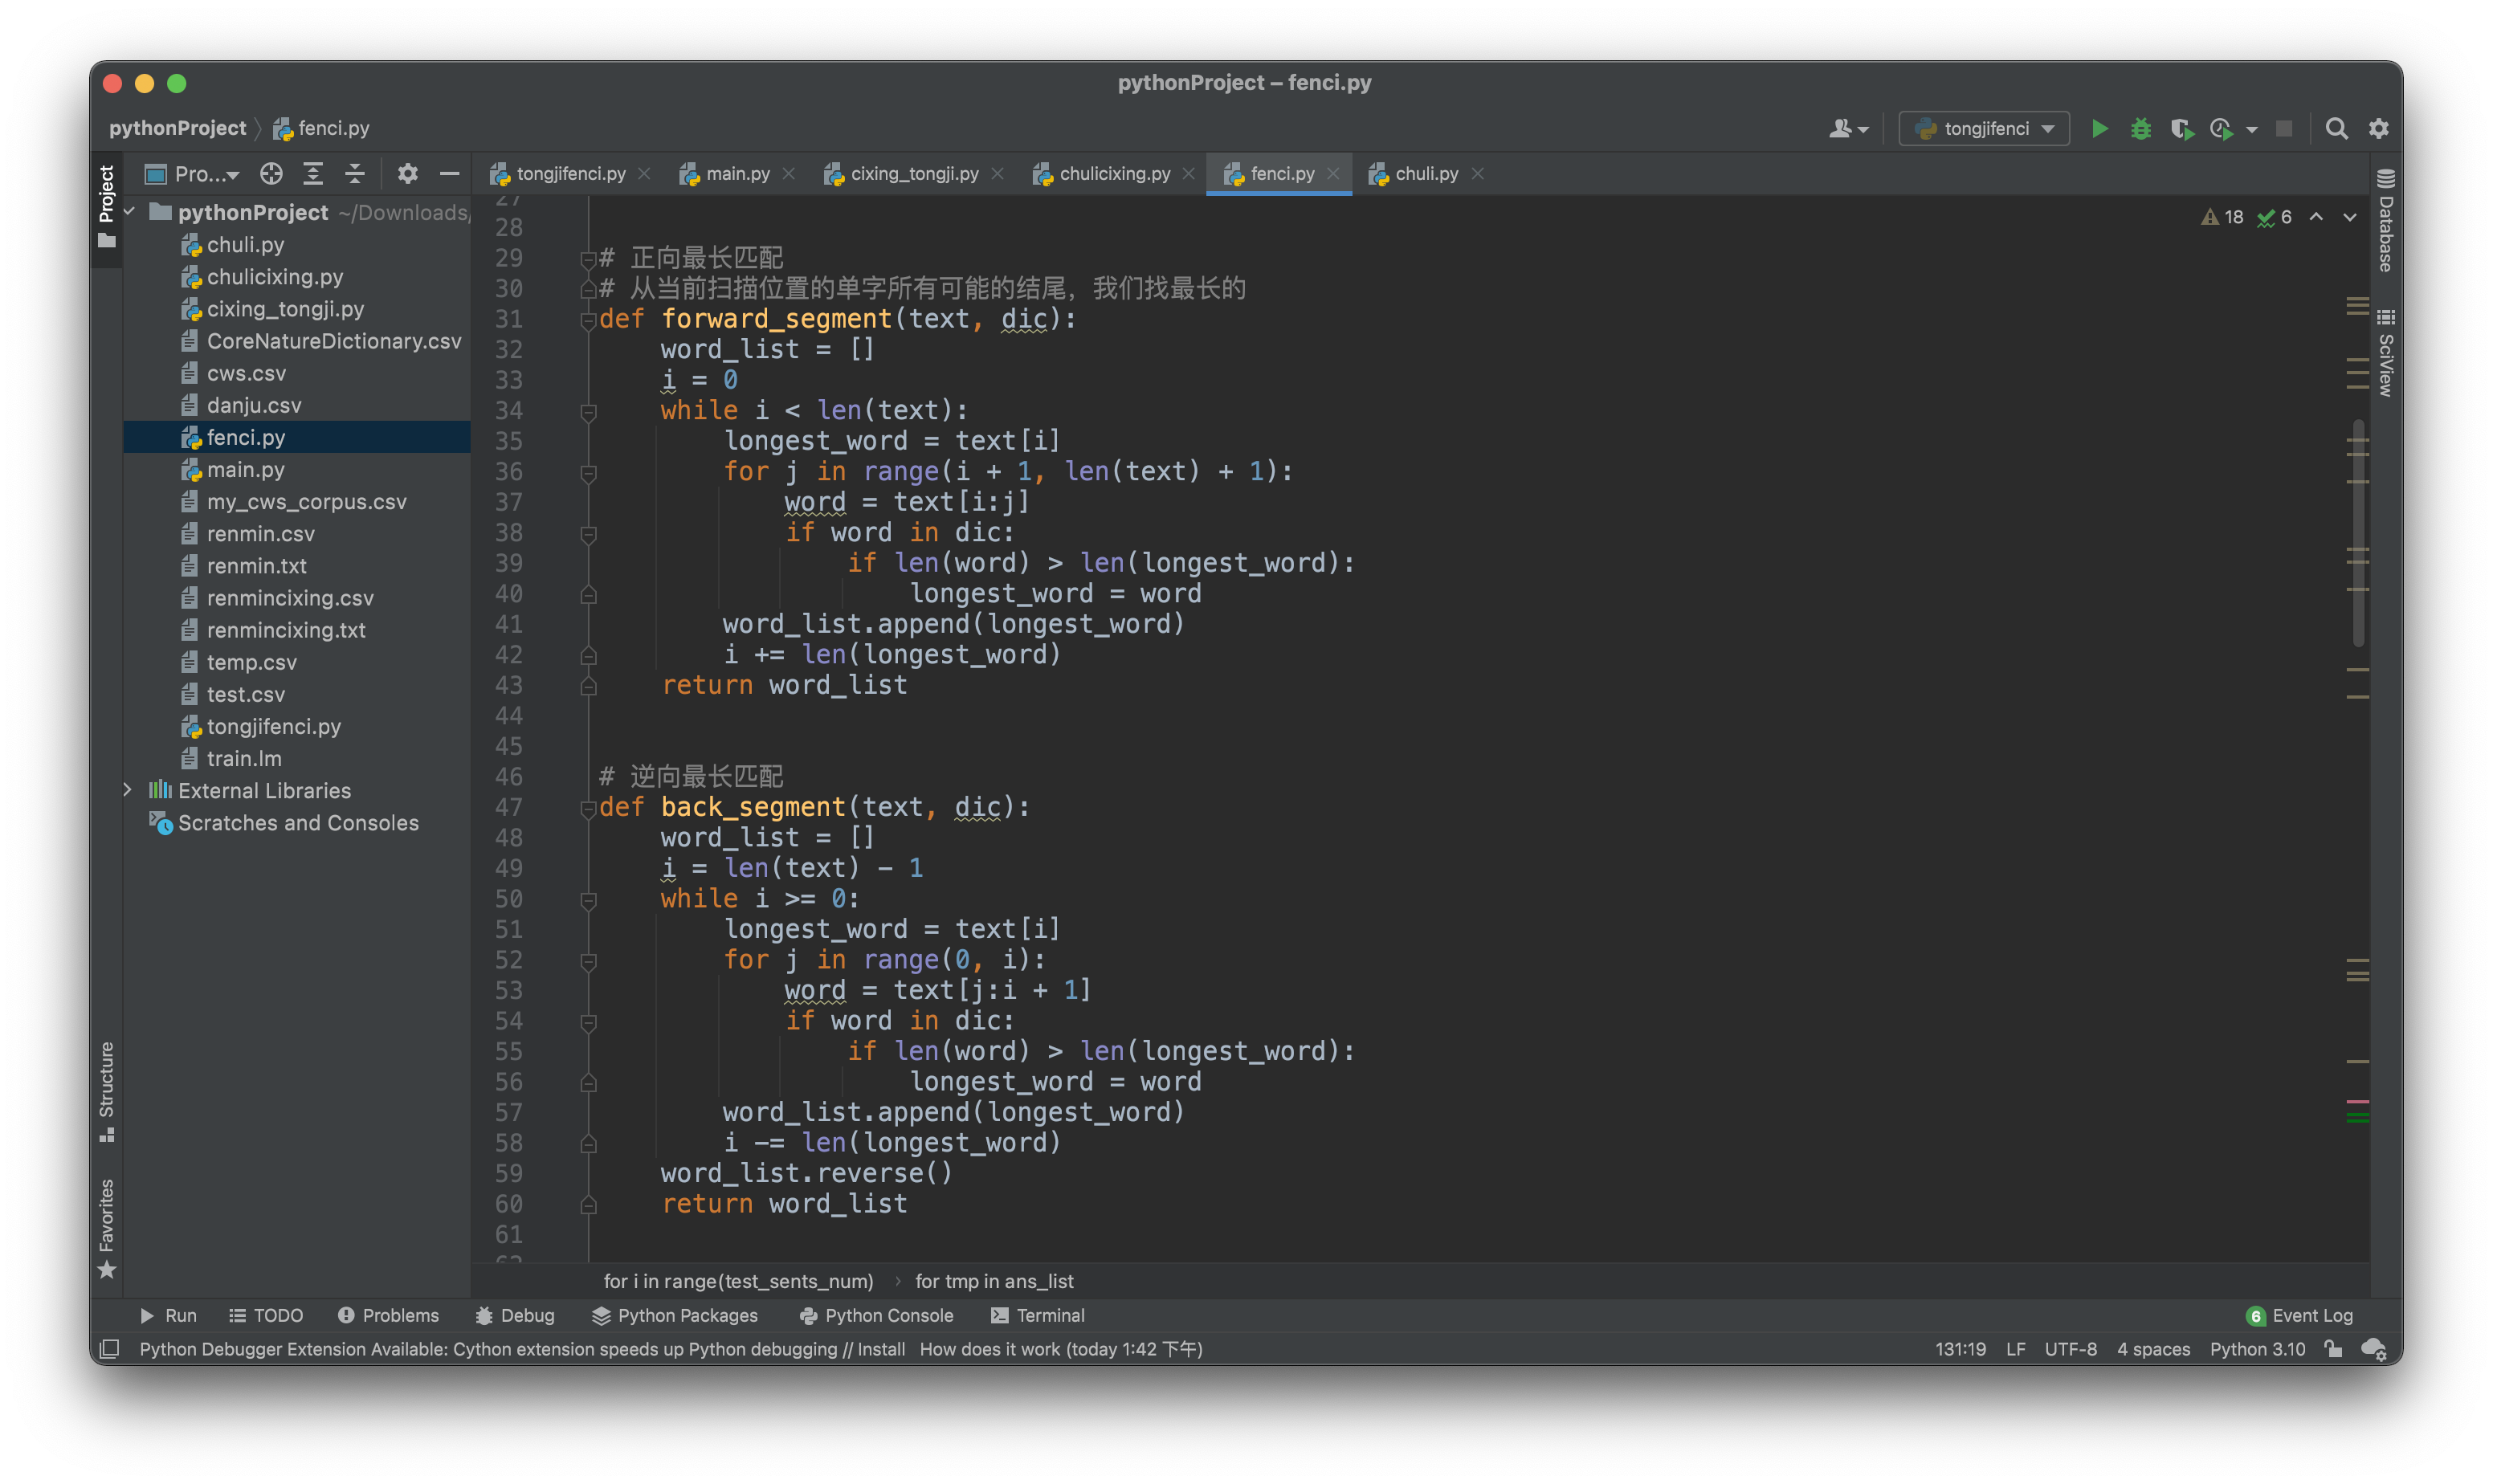 pythonProject – fenci.py
pythonProject
fenci.py
tongjifenci
Project
Pro...
tongjifenci.py
main.py
cixing_tongji.py
chulicixing.py
fenci.py
chuli.py
pythonProject ~/Downloads/
chuli.py
chulicixing.py
cixing_tongji.py
CoreNatureDictionary.csv
cws.csv
danju.csv
fenci.py
main.py
my_cws_corpus.csv
renmin.csv
renmin.txt
renmincixing.csv
renmincixing.txt
temp.csv
test.csv
tongjifenci.py
train.lm
External Libraries
Scratches and Consoles
Structure
Favorites
18 6
Database
SciView
27
28
29 # 正向最长匹配
30 # 从当前扫描位置的单字所有可能的结尾，我们找最长的
31 def forward_segment(text, dic):
32 word_list = []
33 i = 0
34 while i < len(text):
35 longest_word = text[i]
36 for j in range(i + 1, len(text) + 1):
37 word = text[i:j]
38 if word in dic:
39 if len(word) > len(longest_word):
40 longest_word = word
41 word_list.append(longest_word)
42 i += len(longest_word)
43 return word_list
44
45
46 # 逆向最长匹配
47 def back_segment(text, dic):
48 word_list = []
49 i = len(text) - 1
50 while i >= 0:
51 longest_word = text[i]
52 for j in range(0, i):
53 word = text[j:i + 1]
54 if word in dic:
55 if len(word) > len(longest_word):
56 longest_word = word
57 word_list.append(longest_word)
58 i -= len(longest_word)
59 word_list.reverse()
60 return word_list
61
62
for i in range(test_sents_num) › for tmp in ans_list
Run
TODO
Problems
Debug
Python Packages
Python Console
Terminal
6 Event Log
Python Debugger Extension Available: Cython extension speeds up Python debugging // Install How does it work (today 1:42 下午)
131:19 LF UTF-8 4 spaces Python 3.10